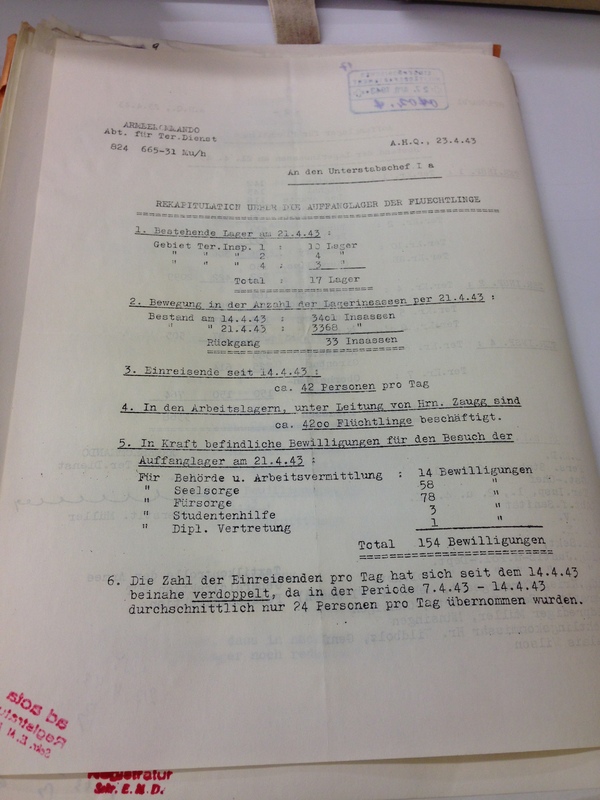 ARMEEKOMMANDO
Abt. für Ter.Dienst
824 665-31 Mu/h
A.H.Q., 23.4.43
An den Unterstabschef I a
REKAPITULATION UEBER DIE AUFFANGLAGER DER FLUECHTLINGE
1. Bestehende Lager am 21.4.43 :
Gebiet Ter.Insp. 1 : 10 Lager
" " " 2 4 "
" " " 4 : 3 "
Total : 17 Lager
2. Bewegung in der Anzahl der Lagerinsassen per 21.4.43 :
Bestand am 14.4.43 : 34o1 Insassen
" " 21.4.43 : 3368 "
Rückgang 33 Insassen
3. Einreisende seit 14.4.43 :
ca. 42 Personen pro Tag
4. In den Arbeitslagern, unter Leitung von Hrn. Zaugg sind
ca. 42oo Flüchtlinge beschäftigt.
5. In Kraft befindliche Bewilligungen für den Besuch der
Auffanglager am 21.4.43 :
Für Behörde u. Arbeitsvermittlung : 14 Bewilligungen
" Seelsorge 58 "
" Fürsorge 78 "
" Studentenhilfe 3 "
" Dipl. Vertretung 1 "
Total 154 Bewilligungen
6. Die Zahl der Einreisenden pro Tag hat sich seit dem 14.4.43
beinahe verdoppelt, da in der Periode 7.4.43 - 14.4.43
durchschnittlich nur 24 Personen pro Tag übernommen wurden.
ad acta
Registratur
Sekr. E. M. D.